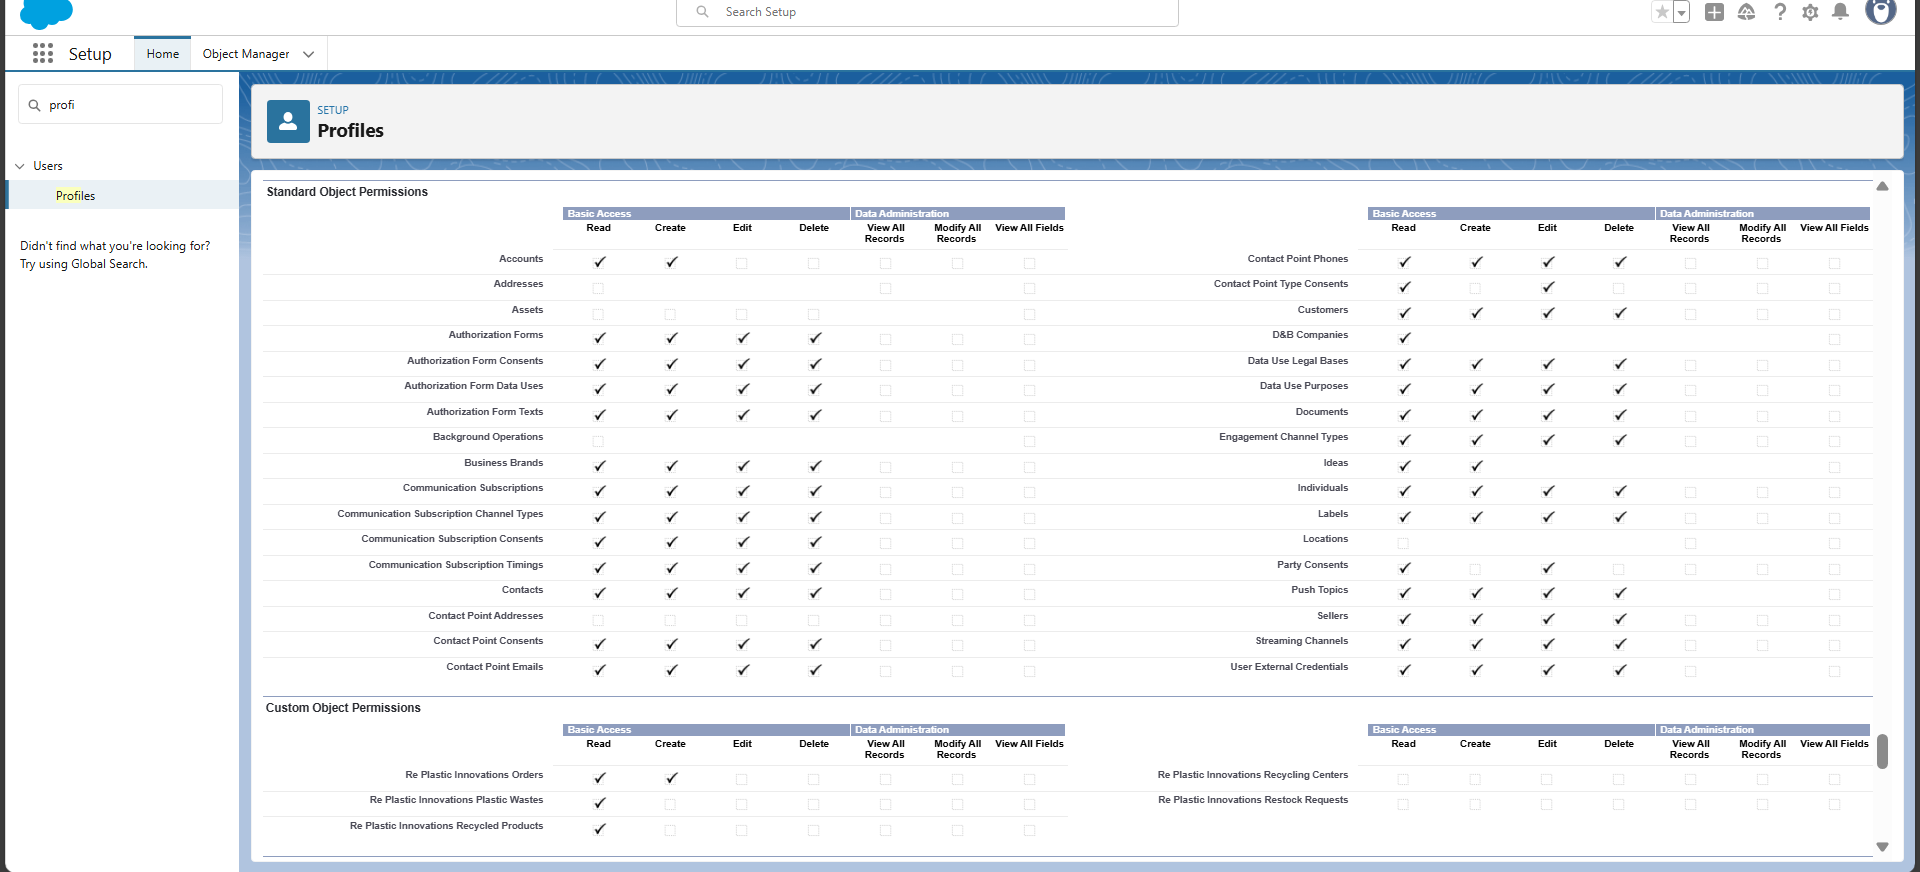 Search Setup
Setup
Home
Object Manager
profi
Users
Profiles
Didn't find what you're looking for?
Try using Global Search.
SETUP
Profiles
Standard Object Permissions
Basic Access Data Administration
Read Create Edit Delete View All Records Modify All Records View All Fields
Accounts
Addresses
Assets
Authorization Forms
Authorization Form Consents
Authorization Form Data Uses
Authorization Form Texts
Background Operations
Business Brands
Communication Subscriptions
Communication Subscription Channel Types
Communication Subscription Consents
Communication Subscription Timings
Contacts
Contact Point Addresses
Contact Point Consents
Contact Point Emails
Basic Access Data Administration
Read Create Edit Delete View All Records Modify All Records View All Fields
Contact Point Phones
Contact Point Type Consents
Customers
D&B Companies
Data Use Legal Bases
Data Use Purposes
Documents
Engagement Channel Types
Ideas
Individuals
Labels
Locations
Party Consents
Push Topics
Sellers
Streaming Channels
User External Credentials
Custom Object Permissions
Basic Access Data Administration
Read Create Edit Delete View All Records Modify All Records View All Fields
Re Plastic Innovations Orders
Re Plastic Innovations Plastic Wastes
Re Plastic Innovations Recycled Products
Basic Access Data Administration
Read Create Edit Delete View All Records Modify All Records View All Fields
Re Plastic Innovations Recycling Centers
Re Plastic Innovations Restock Requests